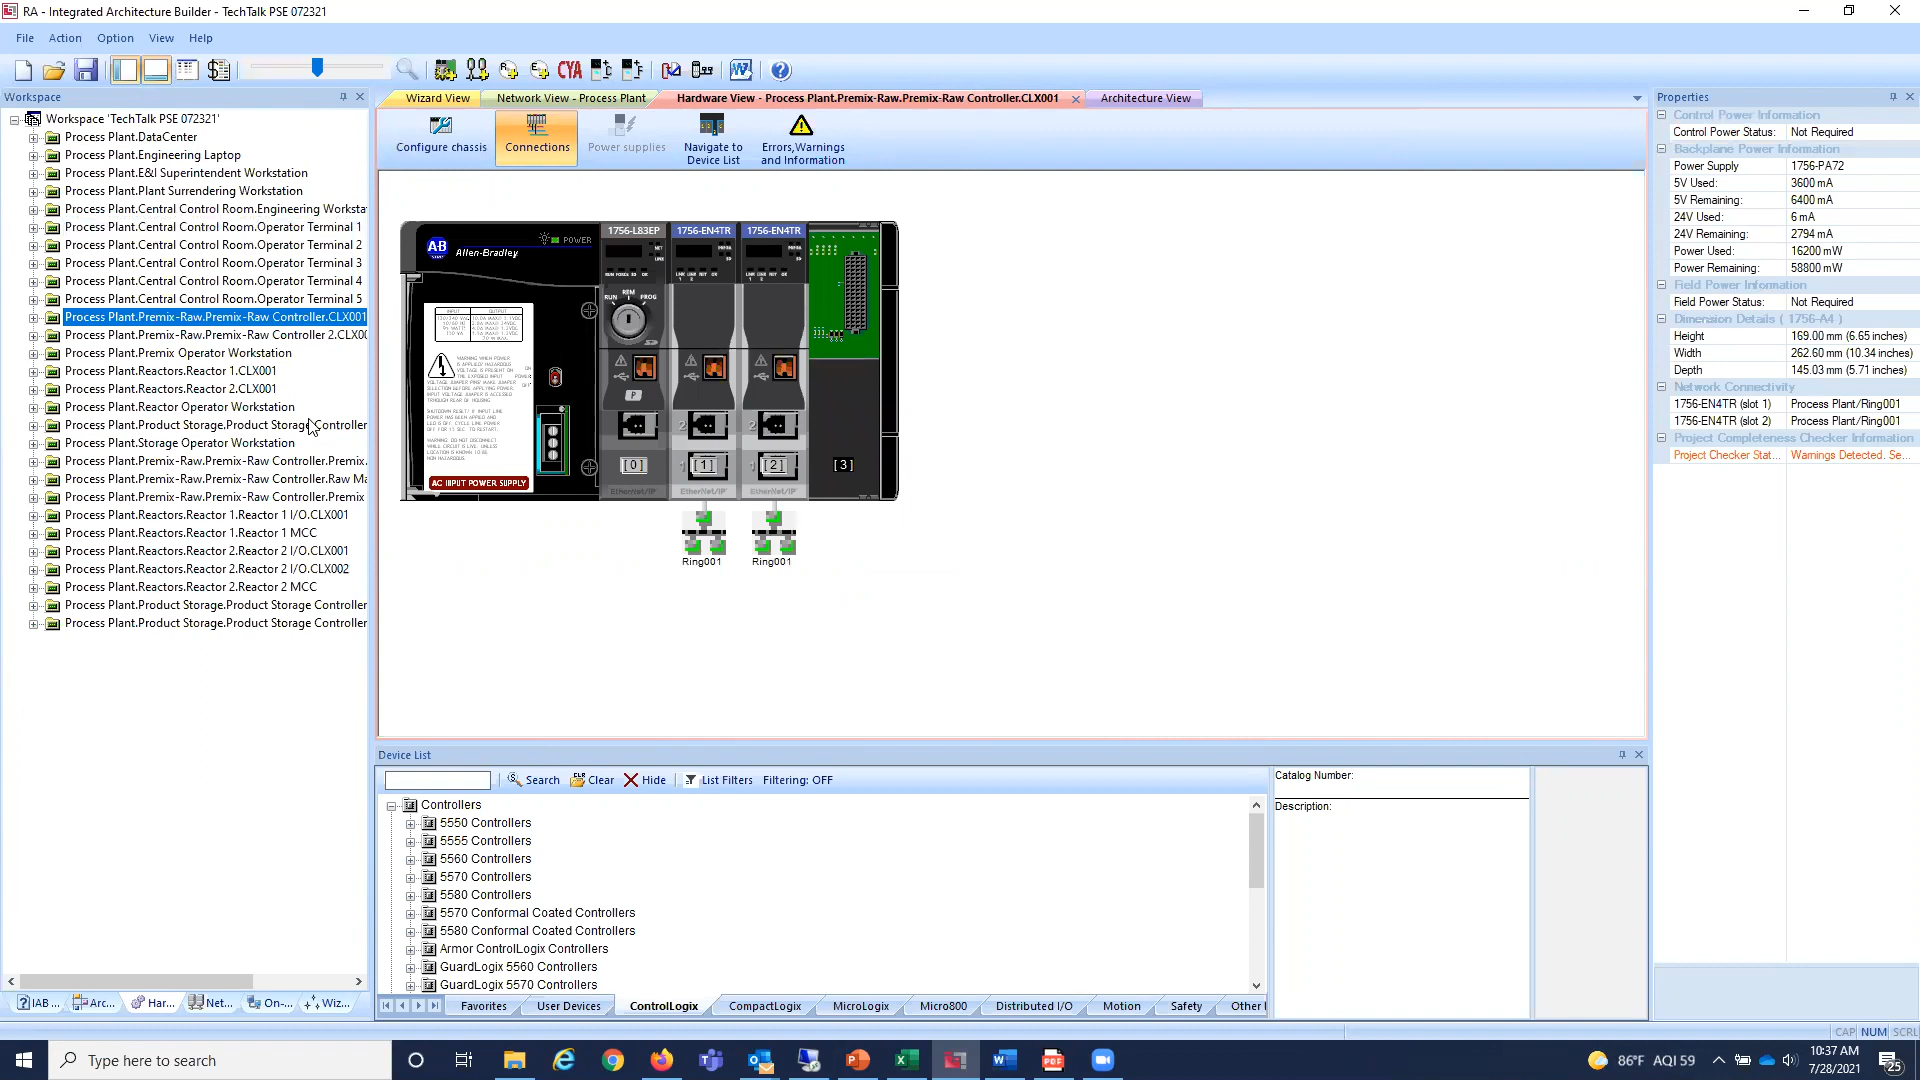 RA - Integrated Architecture Builder - TechTalk PSE 072321
File Action Option View Help
CYA
Workspace
Workspace 'TechTalk PSE 072321'
Process Plant.DataCenter
Process Plant.Engineering Laptop
Process Plant.E&I Superintendent Workstation
Process Plant.Plant Surrendering Workstation
Process Plant.Central Control Room.Engineering Worksta
Process Plant.Central Control Room.Operator Terminal 1
Process Plant.Central Control Room.Operator Terminal 2
Process Plant.Central Control Room.Operator Terminal 3
Process Plant.Central Control Room.Operator Terminal 4
Process Plant.Central Control Room.Operator Terminal 5
Process Plant.Premix-Raw.Premix-Raw Controller.CLX001
Process Plant.Premix-Raw.Premix-Raw Controller 2.CLX00
Process Plant.Premix Operator Workstation
Process Plant.Reactors.Reactor 1.CLX001
Process Plant.Reactors.Reactor 2.CLX001
Process Plant.Reactor Operator Workstation
Process Plant.Product Storage.Product Storage Controller
Process Plant.Storage Operator Workstation
Process Plant.Premix-Raw.Premix-Raw Controller.Premix.
Process Plant.Premix-Raw.Premix-Raw Controller.Raw Ma
Process Plant.Premix-Raw.Premix-Raw Controller.Premix
Process Plant.Reactors.Reactor 1.Reactor 1 I/O.CLX001
Process Plant.Reactors.Reactor 1.Reactor 1 MCC
Process Plant.Reactors.Reactor 2.Reactor 2 I/O.CLX001
Process Plant.Reactors.Reactor 2.Reactor 2 I/O.CLX002
Process Plant.Reactors.Reactor 2.Reactor 2 MCC
Process Plant.Product Storage.Product Storage Controller
Process Plant.Product Storage.Product Storage Controller
IAB ... Arc... Har... Net... On-... Wiz...
Wizard View Network View - Process Plant Hardware View - Process Plant.Premix-Raw.Premix-Raw Controller.CLX001 Architecture View
Configure chassis Connections Power supplies Navigate to Device List Errors,Warnings and Information
AB Allen-Bradley POWER
1756-L83EP 1756-EN4TR 1756-EN4TR
RUN REM PROG
INPUT OUTPUT
AC INPUT POWER SUPPLY
P
2 2
[0] 1 [1] 1 [2] [3]
EtherNet/IP EtherNet/IP EtherNet/IP
Ring001 Ring001
Device List
Search Clear Hide List Filters Filtering: OFF
Controllers
5550 Controllers
5555 Controllers
5560 Controllers
5570 Controllers
5580 Controllers
5570 Conformal Coated Controllers
5580 Conformal Coated Controllers
Armor ControlLogix Controllers
GuardLogix 5560 Controllers
GuardLogix 5570 Controllers
Catalog Number:
Description:
Favorites User Devices ControlLogix CompactLogix MicroLogix Micro800 Distributed I/O Motion Safety Other I
Properties
Control Power Information
Control Power Status: Not Required
Backplane Power Information
Power Supply 1756-PA72
5V Used: 3600 mA
5V Remaining: 6400 mA
24V Used: 6 mA
24V Remaining: 2794 mA
Power Used: 16200 mW
Power Remaining: 58800 mW
Field Power Information
Field Power Status: Not Required
Dimension Details ( 1756-A4 )
Height 169.00 mm (6.65 inches)
Width 262.60 mm (10.34 inches)
Depth 145.03 mm (5.71 inches)
Network Connectivity
1756-EN4TR (slot 1) Process Plant/Ring001
1756-EN4TR (slot 2) Process Plant/Ring001
Project Completeness Checker Information
Project Checker Stat... Warnings Detected. Se...
CAP NUM SCRL
Type here to search
86°F AQI 59
10:37 AM
7/28/2021
25